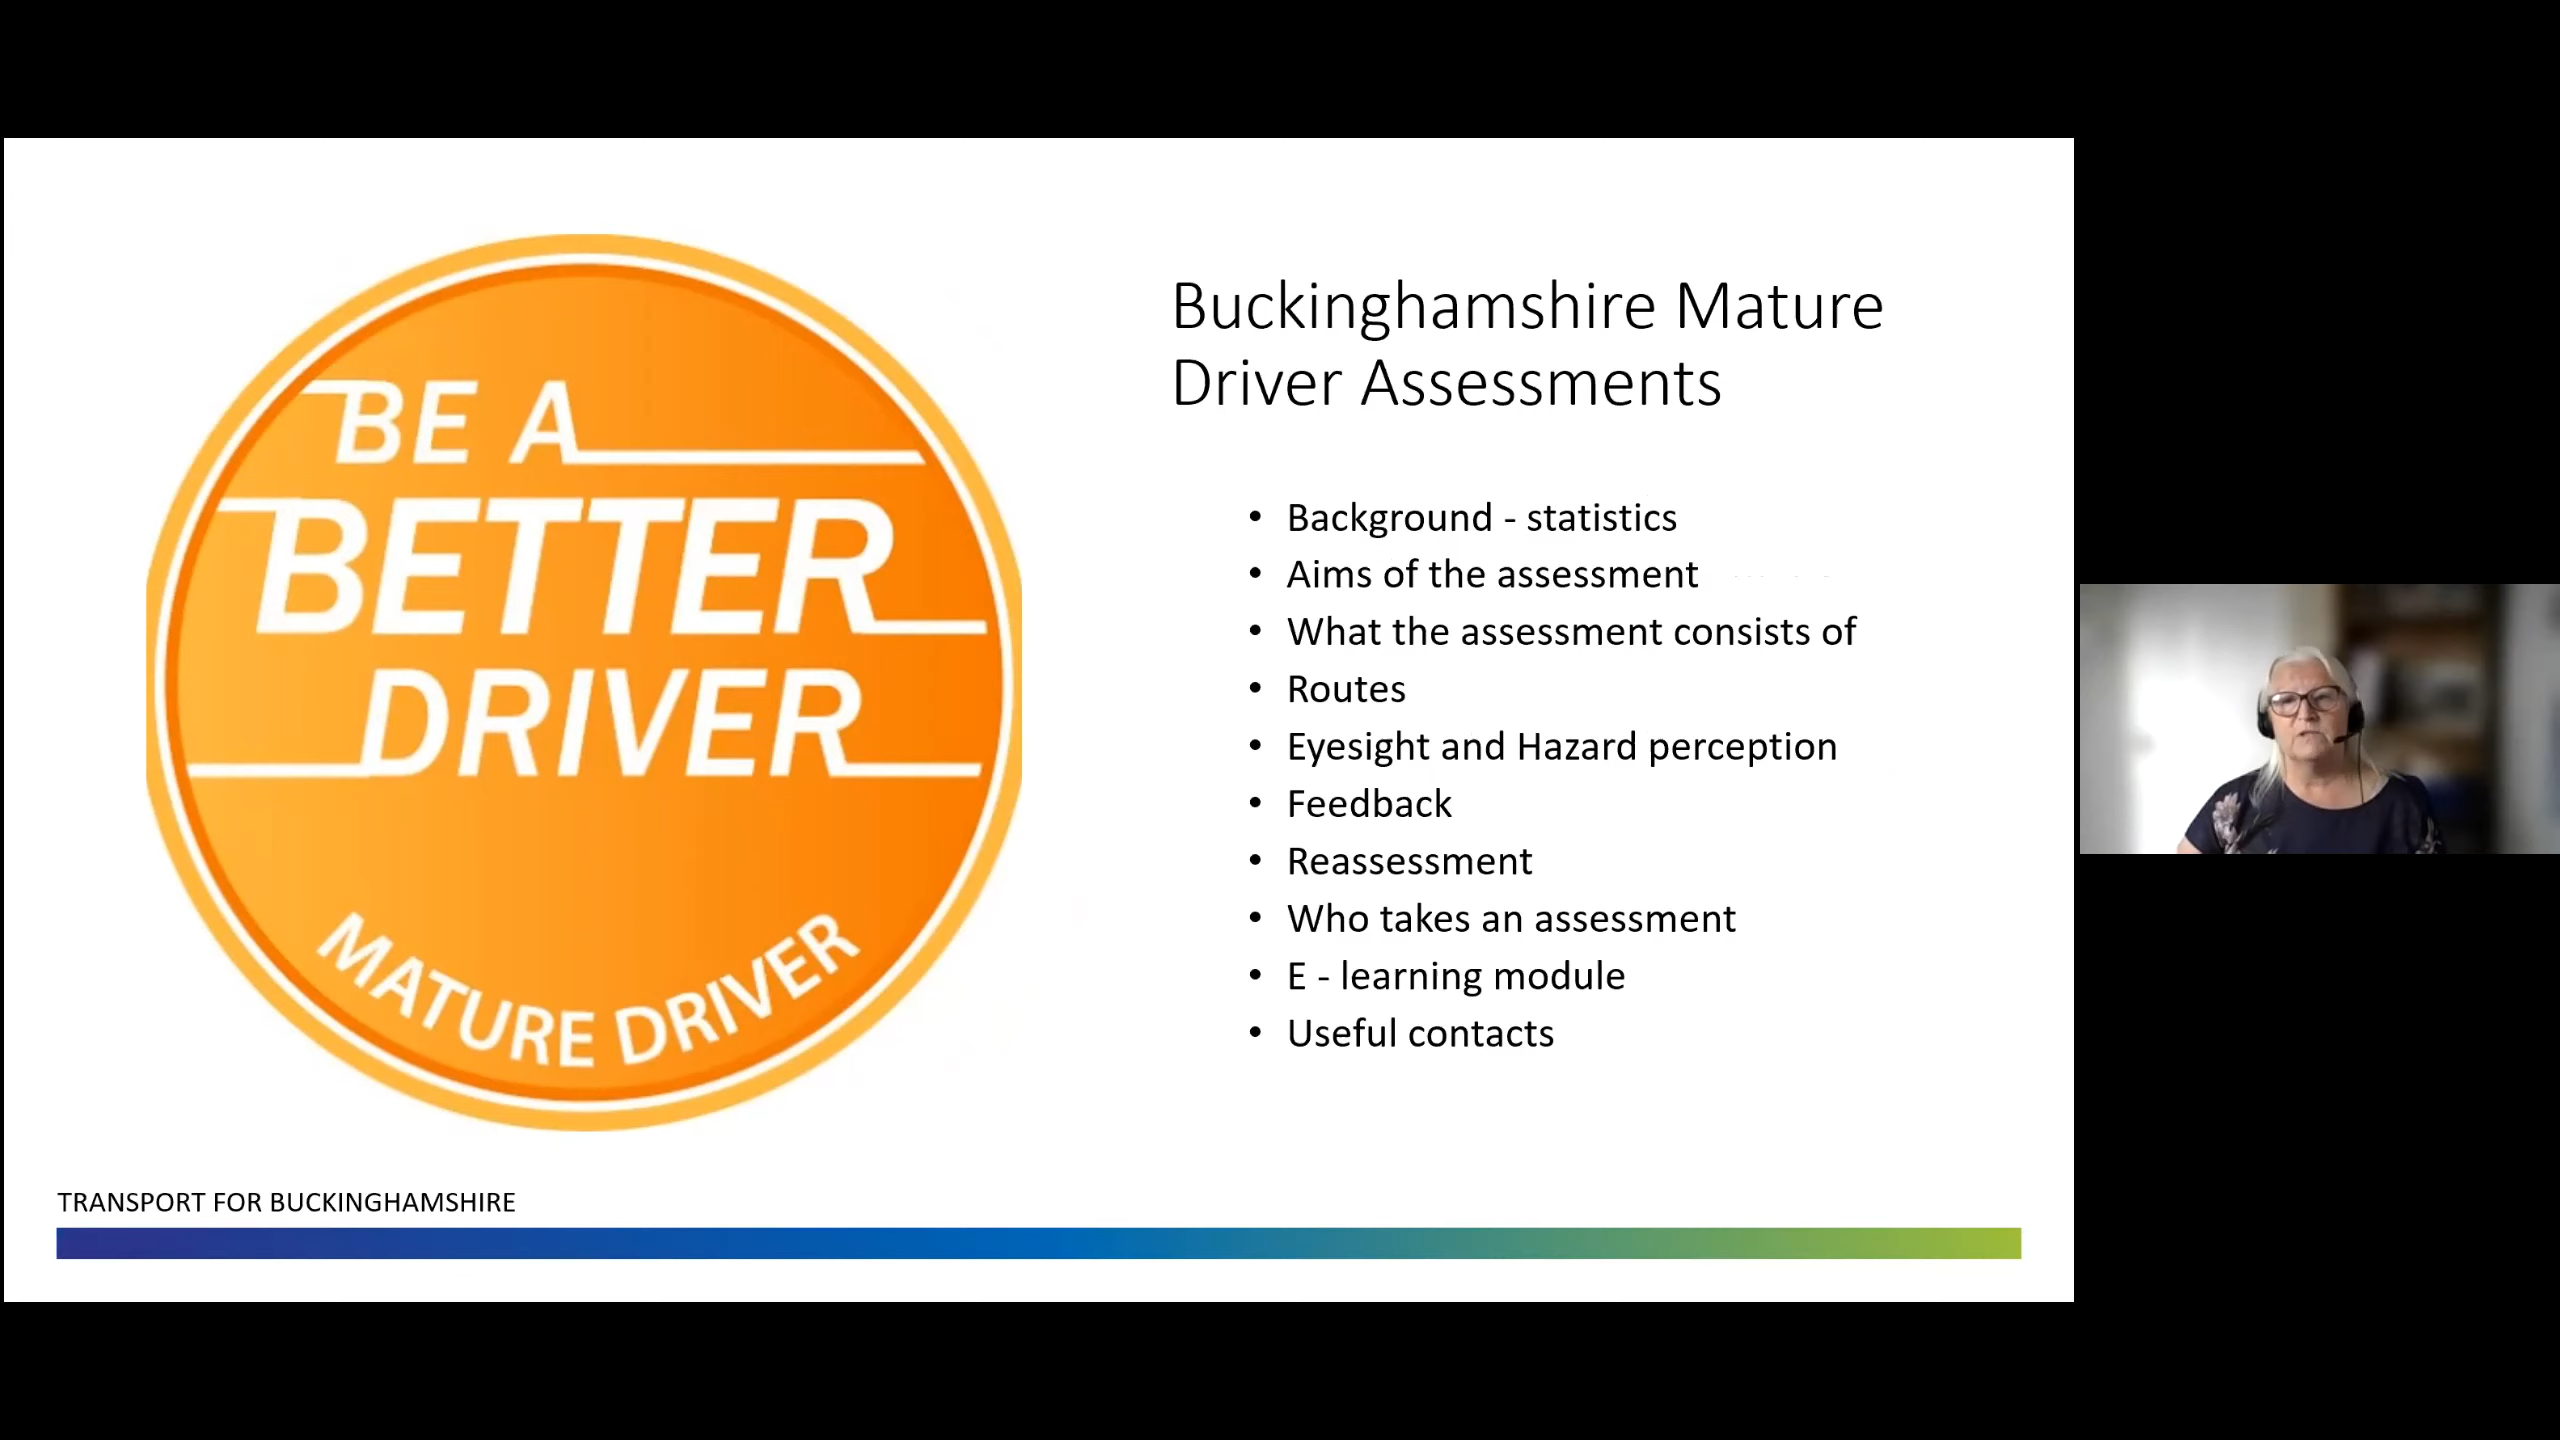 BE A
BETTER
DRIVER
MATURE DRIVER
Buckinghamshire Mature
Driver Assessments
• Background - statistics
• Aims of the assessment
• What the assessment consists of
• Routes
• Eyesight and Hazard perception
• Feedback
• Reassessment
• Who takes an assessment
• E - learning module
• Useful contacts
TRANSPORT FOR BUCKINGHAMSHIRE